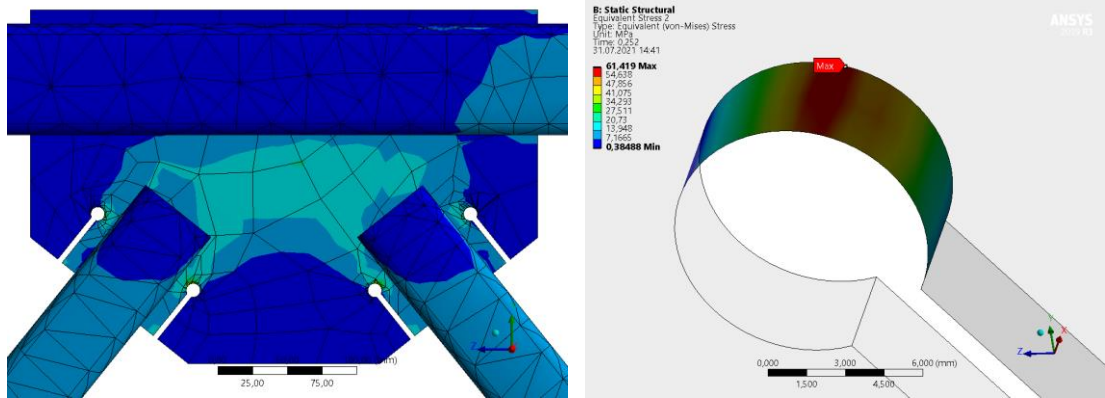 Z
25,00
75,00
B: Static Structural
Equivalent Stress 2
Type: Equivalent (von-Mises) Stress
Unit: MPa
Time: 0,252
31.07.2021 14:41
61,419 Max
54,638
47,856
41,075
34,293
27,511
20,73
13,948
7,1665
0,38488 Min
ANSYS
Max
Y
X
Z
0,000
3,000
6,000 (mm)
1,500
4,500